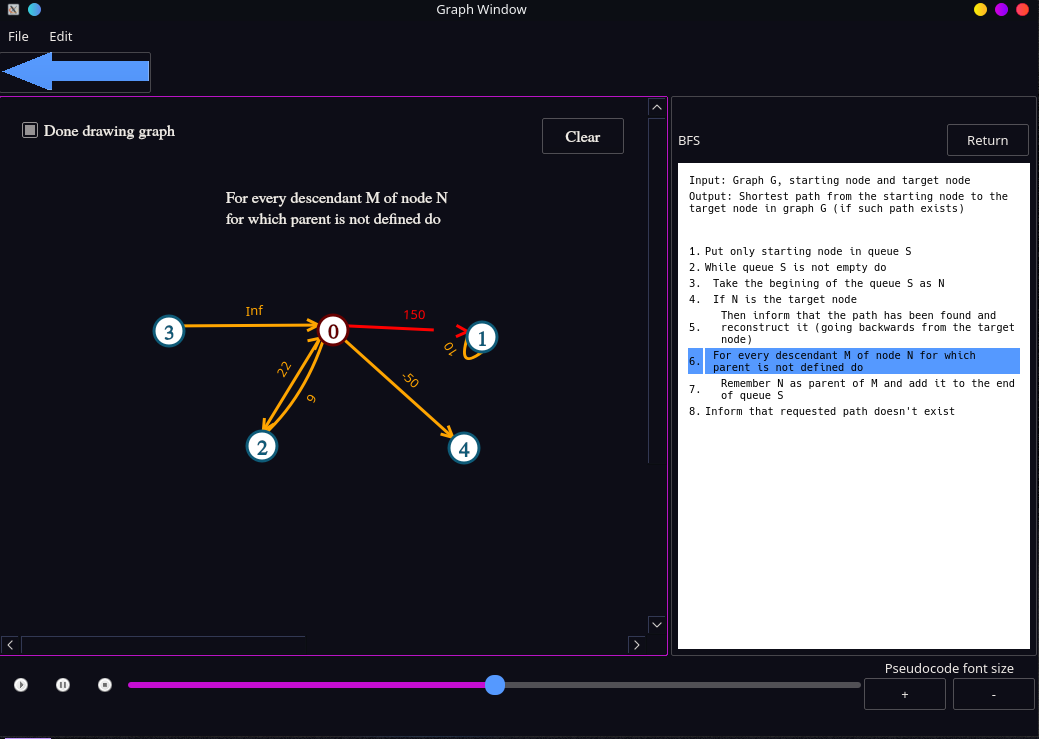 Graph Window
File Edit
Done drawing graph
Clear
For every descendant M of node N
for which parent is not defined do
Inf
150
3
0
1
10
22
9
-50
2
4
BFS
Return
Input: Graph G, starting node and target node
Output: Shortest path from the starting node to the
target node in graph G (if such path exists)
1. Put only starting node in queue S
2. While queue S is not empty do
3. Take the begining of the queue S as N
4. If N is the target node
5. Then inform that the path has been found and
reconstruct it (going backwards from the target
node)
6. For every descendant M of node N for which
parent is not defined do
7. Remember N as parent of M and add it to the end
of queue S
8. Inform that requested path doesn't exist
Pseudocode font size
+ -